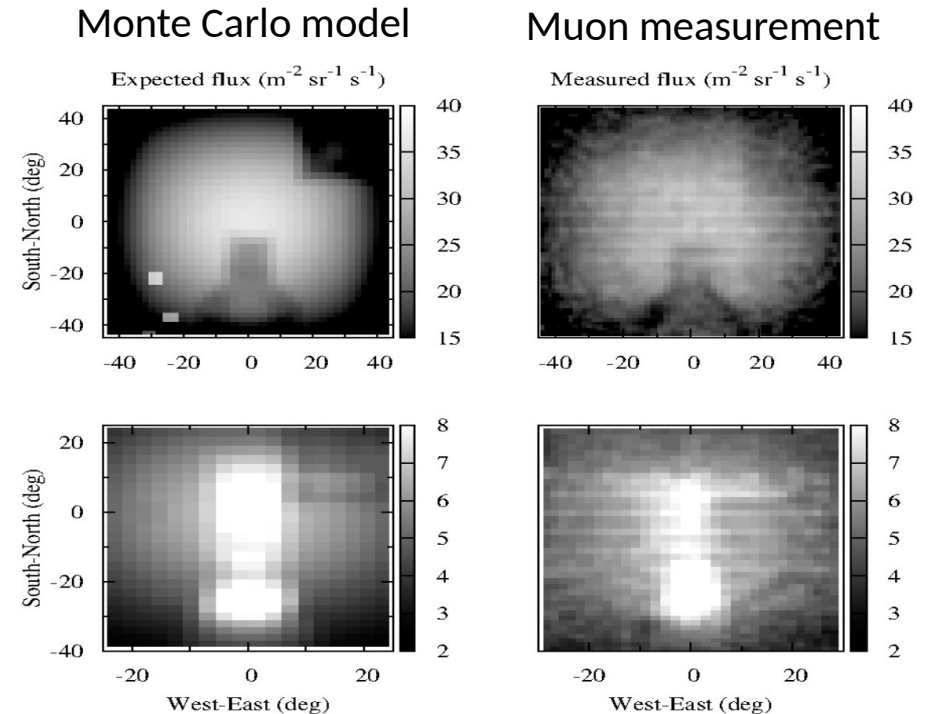 Monte Carlo model
Muon measurement
Expected flux (m-2 sr-1 s-1)
Measured flux (m-2 sr-1 s-1)
South-North (deg)
40
20
0
-20
-40
-40 -20 0 20 40
40
35
30
25
20
15
-40 -20 0 20 40
40
35
30
25
20
15
South-North (deg)
20
0
-20
-40
-20 0 20
West-East (deg)
8
7
6
5
4
3
2
-20 0 20
West-East (deg)
8
7
6
5
4
3
2